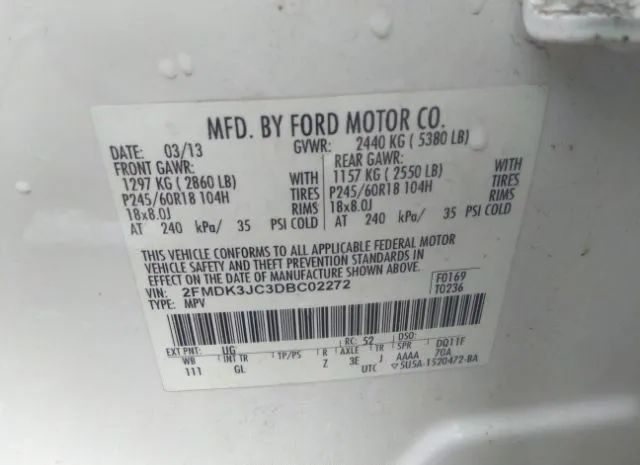 MFD. BY FORD MOTOR CO.
DATE: 03/13 GVWR: 2440 KG ( 5380 LB)
FRONT GAWR: REAR GAWR:
1297 KG ( 2860 LB) WITH 1157 KG ( 2550 LB) WITH
P245/60R18 104H TIRES P245/60R18 104H TIRES
18x8.0J RIMS 18x8.0J RIMS
AT 240 kPa/ 35 PSI COLD AT 240 kPa/ 35 PSI COLD
THIS VEHICLE CONFORMS TO ALL APPLICABLE FEDERAL MOTOR
VEHICLE SAFETY AND THEFT PREVENTION STANDARDS IN
EFFECT ON THE DATE OF MANUFACTURE SHOWN ABOVE.
VIN: 2FMDK3JC3DBC02272 F0169
TYPE: MPV T0236
RC: 52 DSO:
EXT PNT: UG DQ11F
WB INT TR TP/PS R AXLE TR SPR 70A
111 GL Z 3E J AAAA
UTC ▽5U5A-1520472-BA